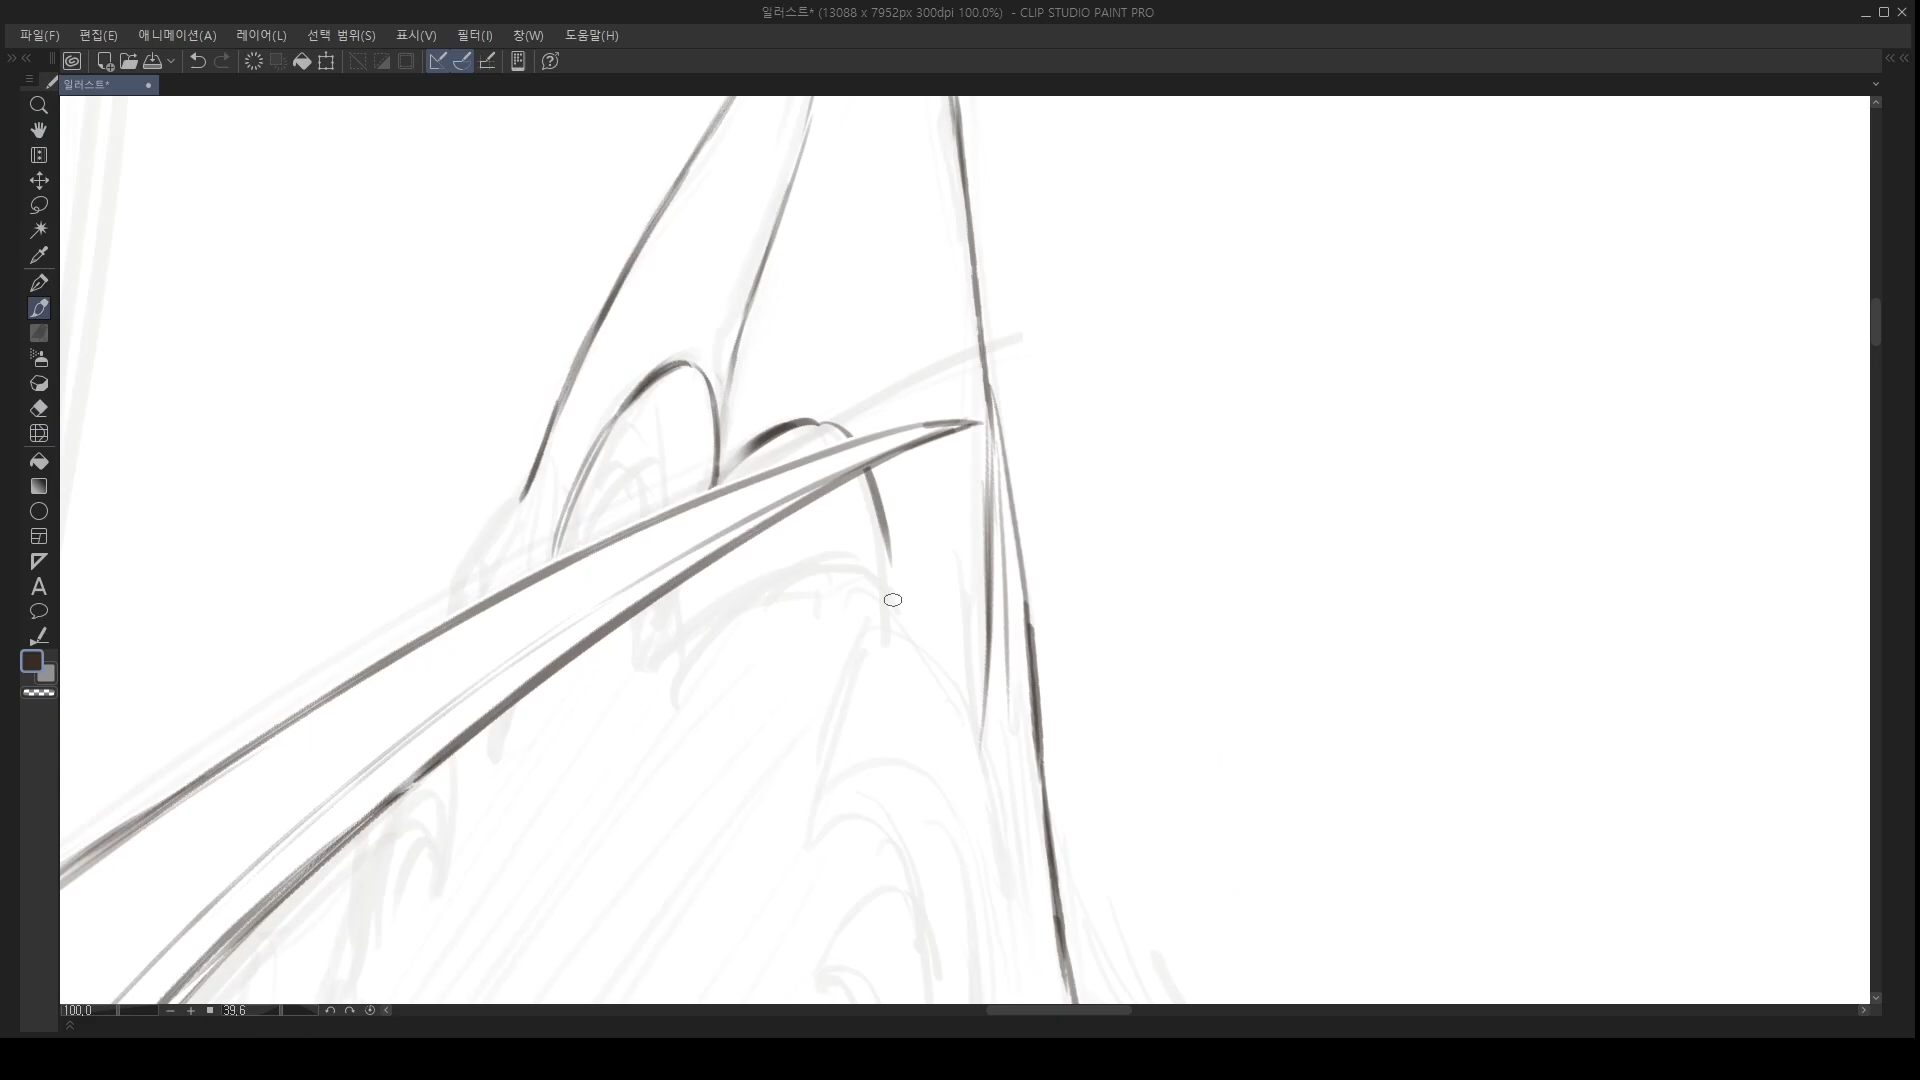 일러스트* (13088 x 7952px 300dpi 100.0%) - CLIP STUDIO PAINT PRO
파일(F) 편집(E) 애니메이션(A) 레이어(L) 선택 범위(S) 표시(V) 필터(I) 창(W) 도움말(H)
일러스트*
100.0 39.6